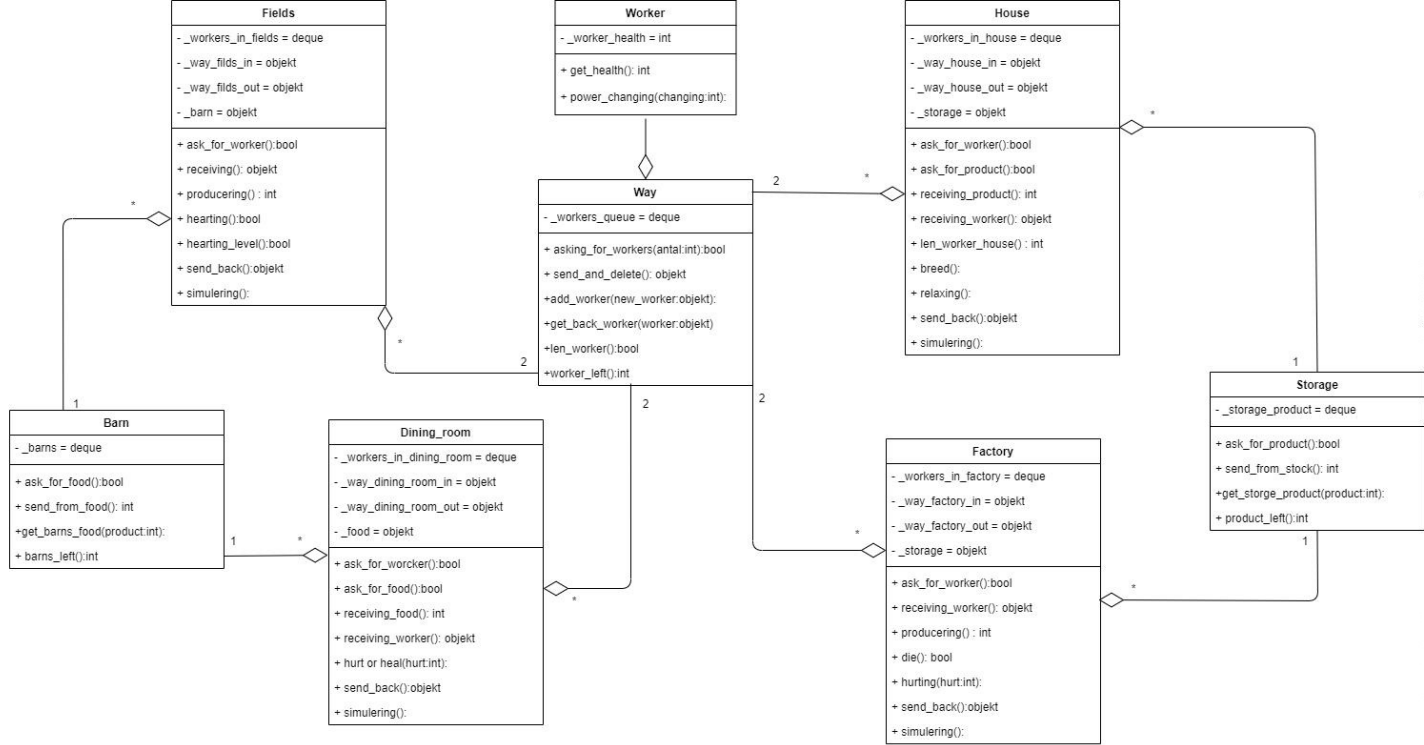 Fields
- _workers_in_fields = deque
- _way_filds_in = objekt
- _way_filds_out = objekt
- _barn = objekt
+ ask_for_worker():bool
+ receiving(): objekt
+ producering() : int
+ hearting():bool
+ hearting_level():bool
+ send_back():objekt
+ simulering():
Worker
- _worker_health = int
+ get_health(): int
+ power_changing(changing:int):
House
- _workers_in_house = deque
- _way_house_in = objekt
- _way_house_out = objekt
- _storage = objekt
+ ask_for_worker():bool
+ ask_for_product():bool
+ receiving_product(): int
+ receiving_worker(): objekt
+ len_worker_house() : int
+ breed():
+ relaxing():
+ send_back():objekt
+ simulering():
Way
- _workers_queue = deque
+ asking_for_workers(antal:int):bool
+ send_and_delete(): objekt
+add_worker(new_worker:objekt):
+get_back_worker(worker:objekt)
+len_worker():bool
+worker_left():int
*
1
*
2
2
*
*
1
2
2
Barn
- _barns = deque
+ ask_for_food():bool
+ send_from_food(): int
+get_barns_food(product:int):
+ barns_left():int
1
*
Dining_room
- _workers_in_dining_room = deque
- _way_dining_room_in = objekt
- _way_dining_room_out = objekt
- _food = objekt
+ ask_for_worcker():bool
+ ask_for_food():bool
+ receiving_food(): int
+ receiving_worker(): objekt
+ hurt or heal(hurt:int):
+ send_back():objekt
+ simulering():
*
*
Factory
- _workers_in_factory = deque
- _way_factory_in = objekt
- _way_factory_out = objekt
- _storage = objekt
+ ask_for_worker():bool
+ receiving_worker(): objekt
+ producering() : int
+ die(): bool
+ hurting(hurt:int):
+ send_back():objekt
+ simulering():
Storage
- _storage_product = deque
+ ask_for_product():bool
+ send_from_stock(): int
+get_storge_product(product:int):
+ product_left():int
1
*